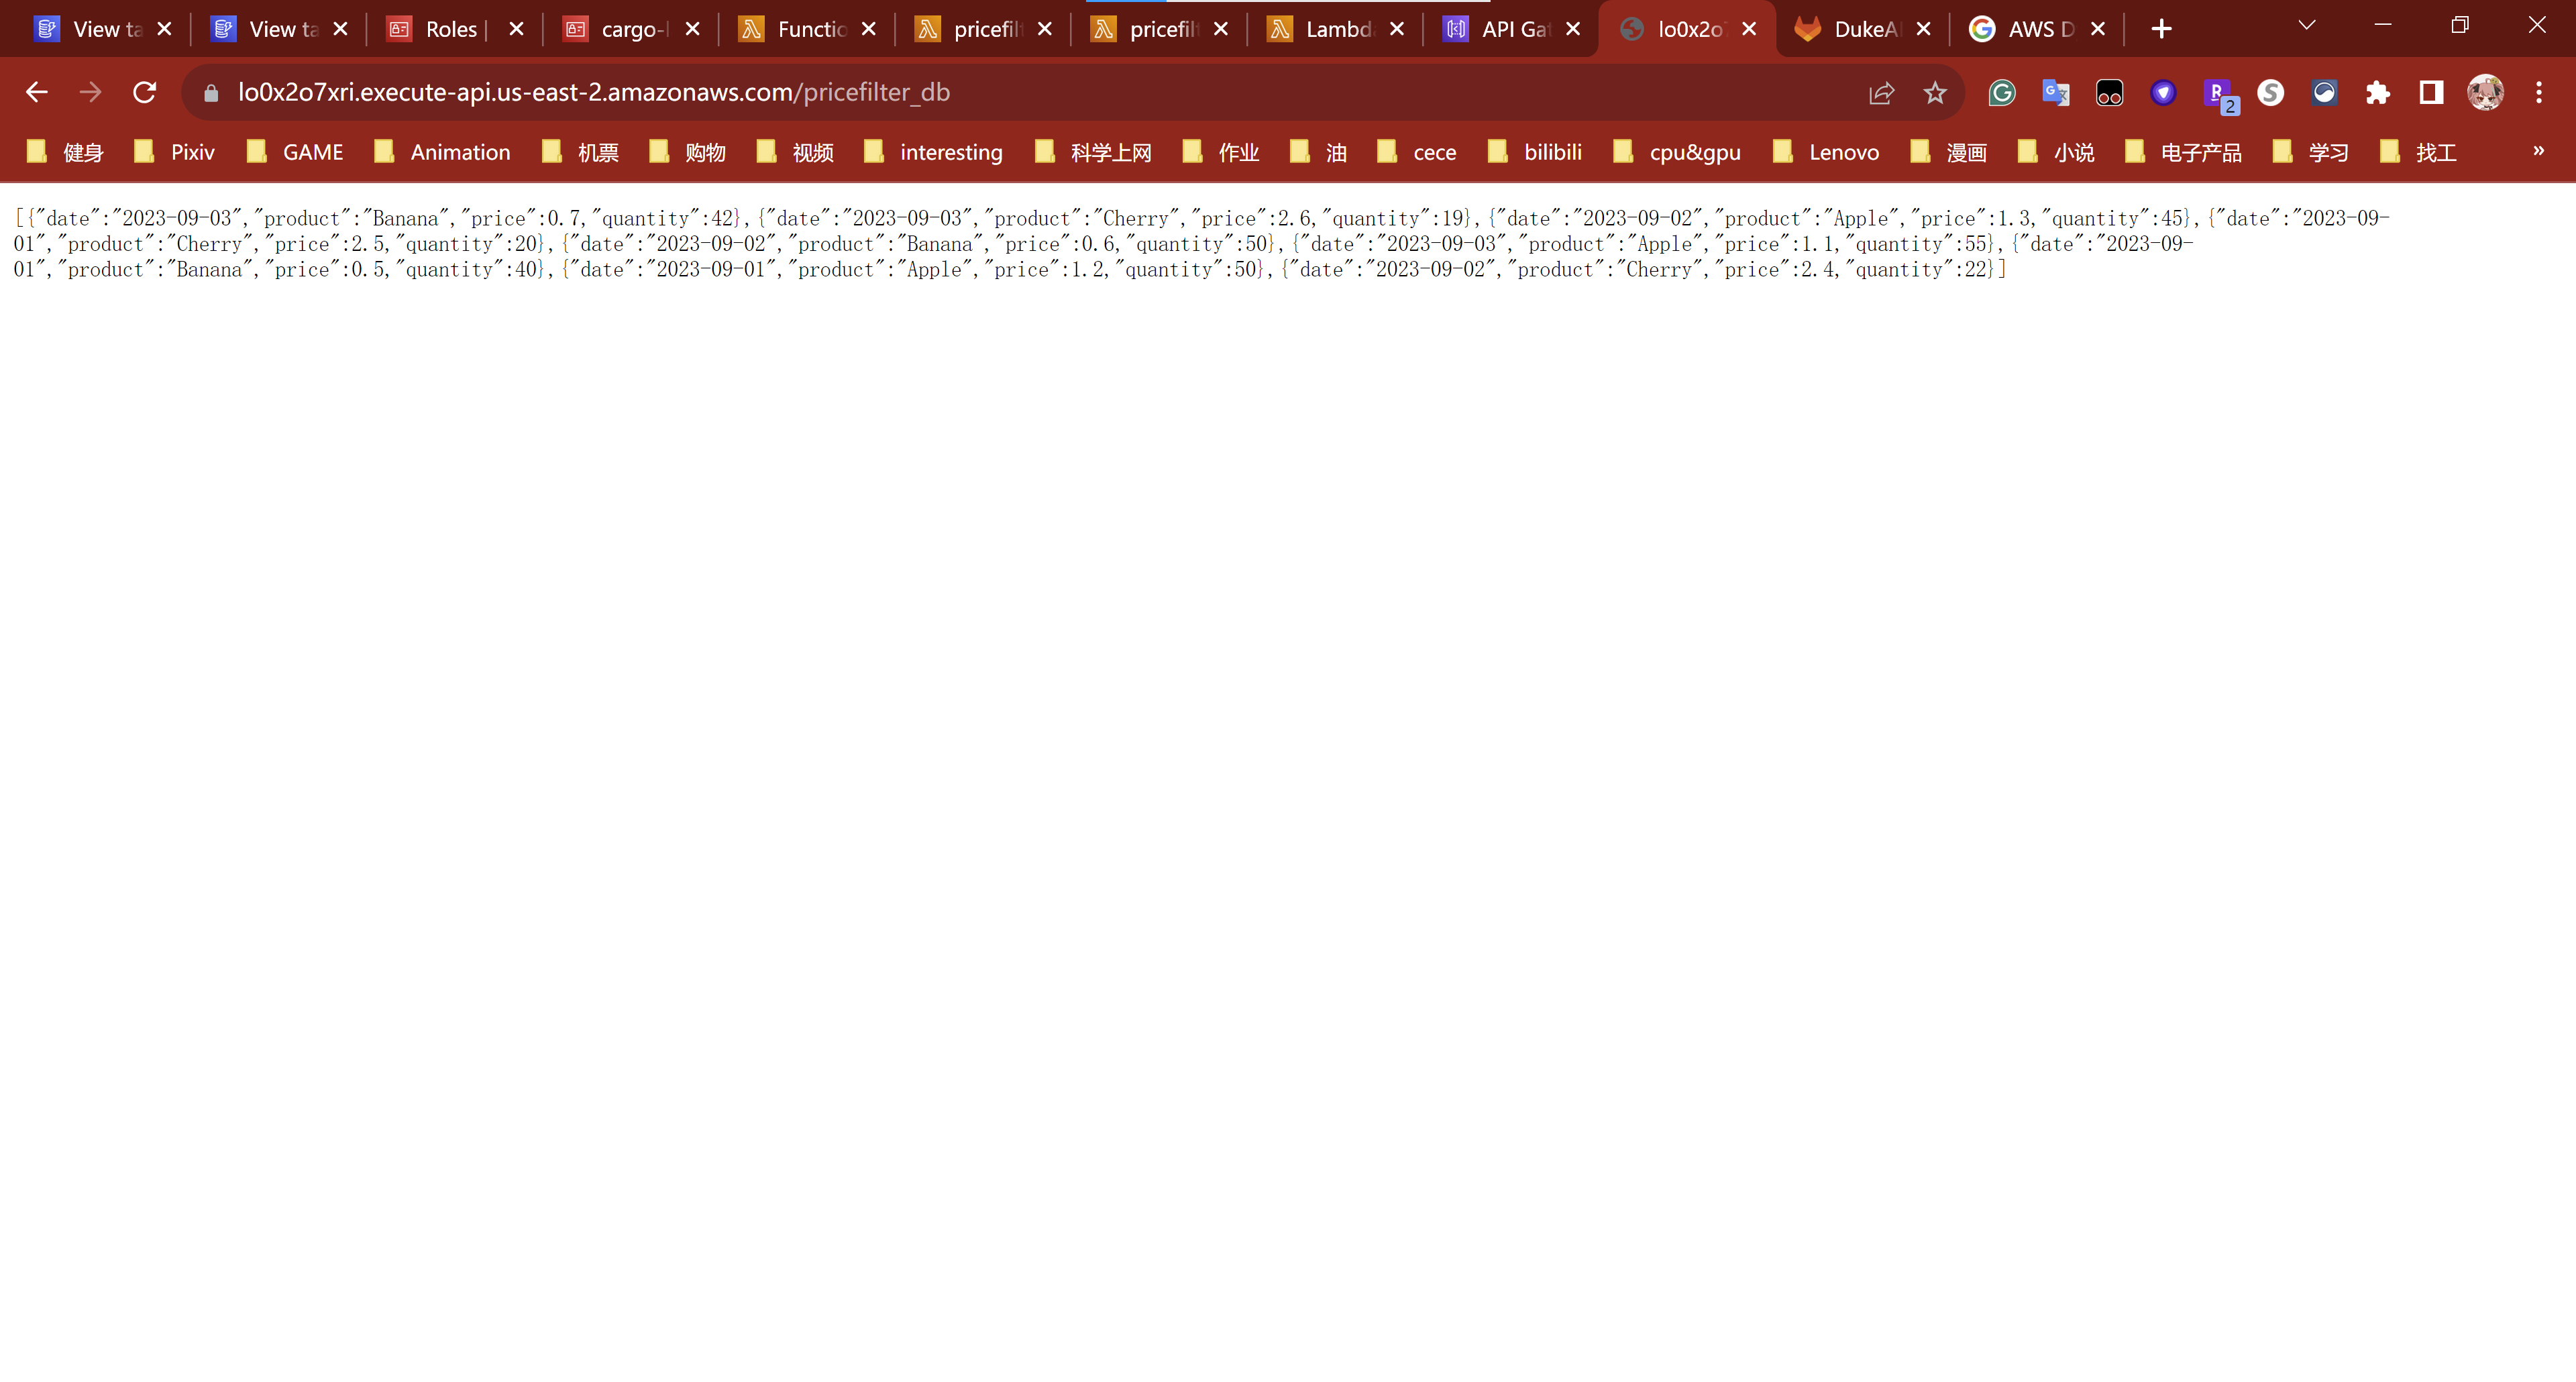 View ta
View ta
Roles |
cargo-l
Functio
pricefilt
pricefilt
Lambda
API Gat
lo0x2o7
DukeAI
AWS D
lo0x2o7xri.execute-api.us-east-2.amazonaws.com/pricefilter_db
2
健身
Pixiv
GAME
Animation
机票
购物
视频
interesting
科学上网
作业
油
cece
bilibili
cpu&gpu
Lenovo
漫画
小说
电子产品
学习
找工
»
[{"date":"2023-09-03","product":"Banana","price":0.7,"quantity":42},{"date":"2023-09-03","product":"Cherry","price":2.6,"quantity":19},{"date":"2023-09-02","product":"Apple","price":1.3,"quantity":45},{"date":"2023-09-
01","product":"Cherry","price":2.5,"quantity":20},{"date":"2023-09-02","product":"Banana","price":0.6,"quantity":50},{"date":"2023-09-03","product":"Apple","price":1.1,"quantity":55},{"date":"2023-09-
01","product":"Banana","price":0.5,"quantity":40},{"date":"2023-09-01","product":"Apple","price":1.2,"quantity":50},{"date":"2023-09-02","product":"Cherry","price":2.4,"quantity":22}]